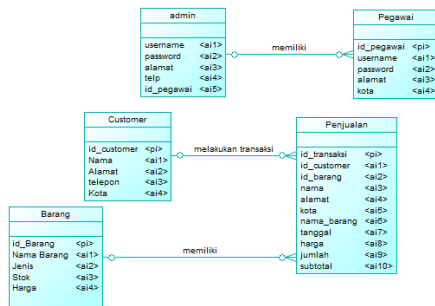 admin
username <ai1>
password <ai2>
alamat <ai3>
telp <ai4>
id_pegawai <ai5>
memiliki
Pegawai
id_pegawai <pi>
username <ai1>
password <ai2>
alamat <ai3>
kota <ai4>
Customer
id_customer <pi>
Nama <ai1>
Alamat <ai2>
telepon <ai3>
Kota <ai4>
melakukan transaksi
Penjualan
id_transaksi <pi>
id_customer <ai1>
id_barang <ai2>
nama <ai3>
alamat <ai4>
kota <ai5>
nama_barang <ai6>
tanggal <ai7>
harga <ai8>
jumlah <ai9>
subtotal <ai10>
Barang
id_Barang <pi>
Nama Barang <ai1>
Jenis <ai2>
Stok <ai3>
Harga <ai4>
memiliki